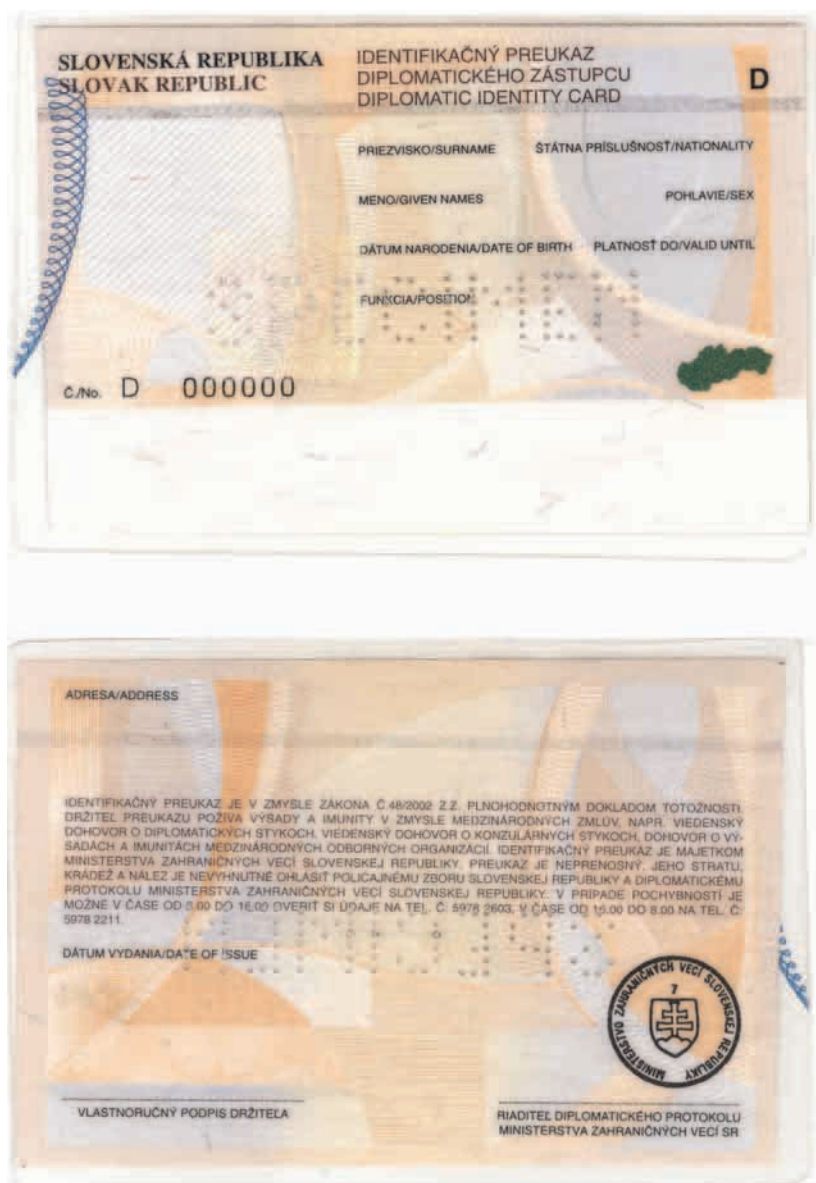 SLOVENSKÁ REPUBLIKA
SLOVAK REPUBLIC
IDENTIFIKAČNÝ PREUKAZ
DIPLOMATICKÉHO ZÁSTUPCU
DIPLOMATIC IDENTITY CARD
D
PRIEZVISKO/SURNAME ŠTÁTNA PRÍSLUŠNOSŤ/NATIONALITY
MENO/GIVEN NAMES POHLAVIE/SEX
DÁTUM NARODENIA/DATE OF BIRTH PLATNOSŤ DO/VALID UNTIL
FUNKCIA/POSITION
Č./No. D 000000
ADRESA/ADDRESS
IDENTIFIKAČNÝ PREUKAZ JE V ZMYSLE ZÁKONA Č.48/2002 Z.Z. PLNOHODNOTNÝM DOKLADOM TOTOŽNOSTI.
DRŽITEĽ PREUKAZU POŽÍVA VÝSADY A IMUNITY V ZMYSLE MEDZINÁRODNÝCH ZMLÚV, NAPR. VIEDENSKÝ
DOHOVOR O DIPLOMATICKÝCH STYKOCH, VIEDENSKÝ DOHOVOR O KONZULÁRNYCH STYKOCH, DOHOVOR O VÝ-
SADÁCH A IMUNITÁCH MEDZINÁRODNÝCH ODBORNÝCH ORGANIZÁCIÍ. IDENTIFIKAČNÝ PREUKAZ JE MAJETKOM
MINISTERSTVA ZAHRANIČNÝCH VECÍ SLOVENSKEJ REPUBLIKY. PREUKAZ JE NEPRENOSNÝ. JEHO STRATU,
KRÁDEŽ A NÁLEZ JE NEVYHNUTNÉ OHLÁSIŤ POLICAJNÉMU ZBORU SLOVENSKEJ REPUBLIKY A DIPLOMATICKÉMU
PROTOKOLU MINISTERSTVA ZAHRANIČNÝCH VECÍ SLOVENSKEJ REPUBLIKY. V PRÍPADE POCHYBNOSTÍ JE
MOŽNÉ V ČASE OD 8.00 DO 16.00 OVERIŤ SI ÚDAJE NA TEL. Č. 5978 2603, V ČASE OD 16.00 DO 8.00 NA TEL. Č.
5978 2211.
DÁTUM VYDANIA/DATE OF ISSUE
MINISTERSTVO ZAHRANIČNÝCH VECÍ SLOVENSKEJ REPUBLIKY
7
VLASTNORUČNÝ PODPIS DRŽITEĽA
RIADITEĽ DIPLOMATICKÉHO PROTOKOLU
MINISTERSTVA ZAHRANIČNÝCH VECÍ SR